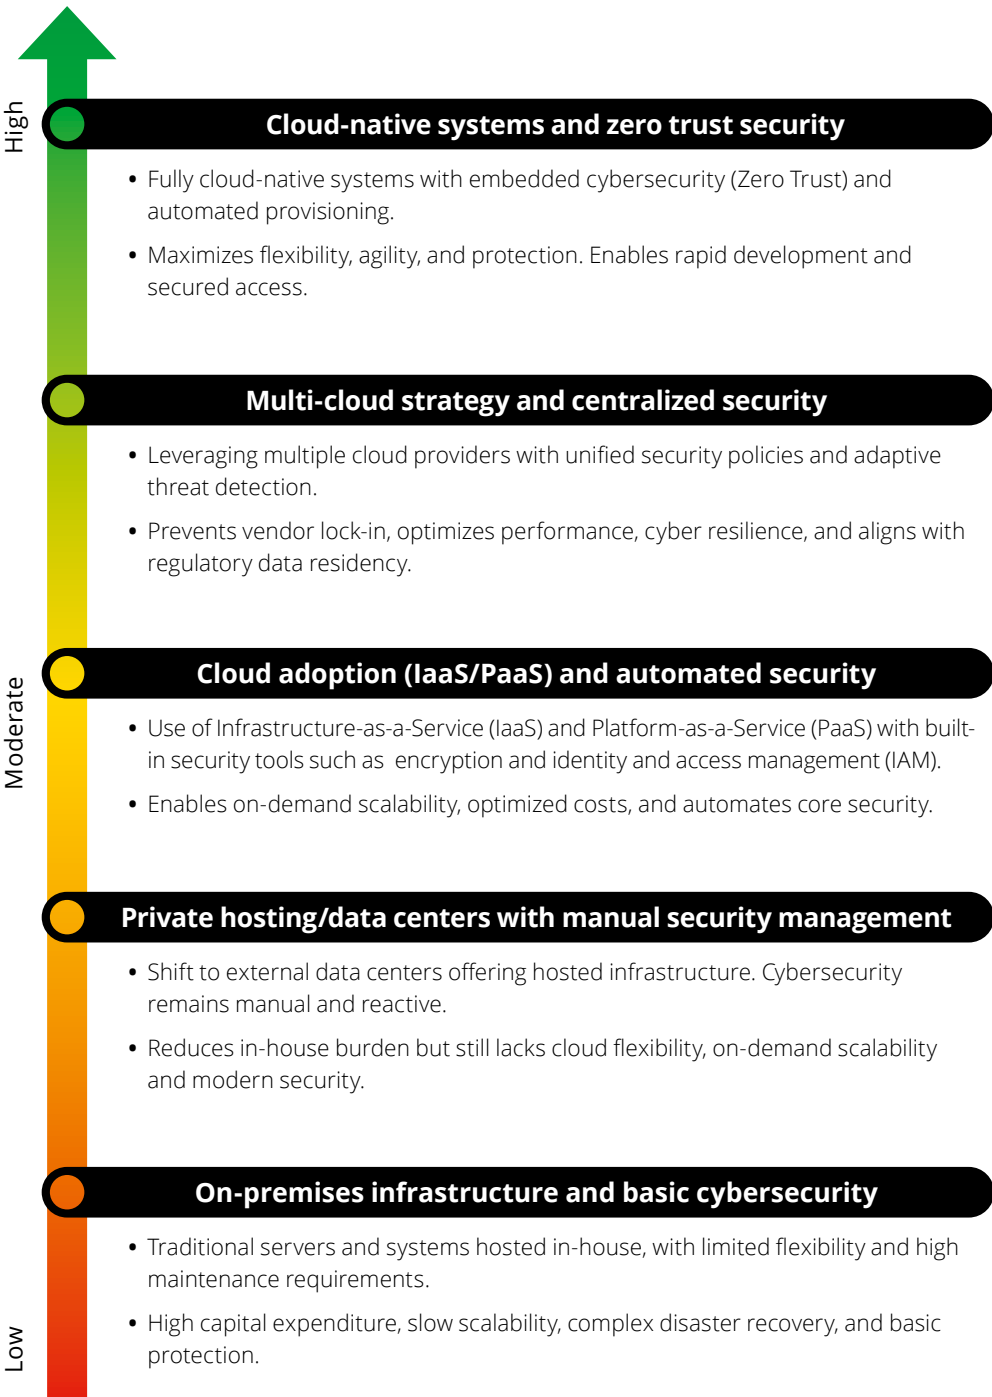 High
Cloud-native systems and zero trust security
• Fully cloud-native systems with embedded cybersecurity (Zero Trust) and
automated provisioning.
• Maximizes flexibility, agility, and protection. Enables rapid development and
secured access.
Multi-cloud strategy and centralized security
• Leveraging multiple cloud providers with unified security policies and adaptive
threat detection.
• Prevents vendor lock-in, optimizes performance, cyber resilience, and aligns with
regulatory data residency.
Moderate
Cloud adoption (IaaS/PaaS) and automated security
• Use of Infrastructure-as-a-Service (IaaS) and Platform-as-a-Service (PaaS) with built-
in security tools such as encryption and identity and access management (IAM).
• Enables on-demand scalability, optimized costs, and automates core security.
Private hosting/data centers with manual security management
• Shift to external data centers offering hosted infrastructure. Cybersecurity
remains manual and reactive.
• Reduces in-house burden but still lacks cloud flexibility, on-demand scalability
and modern security.
On-premises infrastructure and basic cybersecurity
• Traditional servers and systems hosted in-house, with limited flexibility and high
maintenance requirements.
• High capital expenditure, slow scalability, complex disaster recovery, and basic
protection.
Low